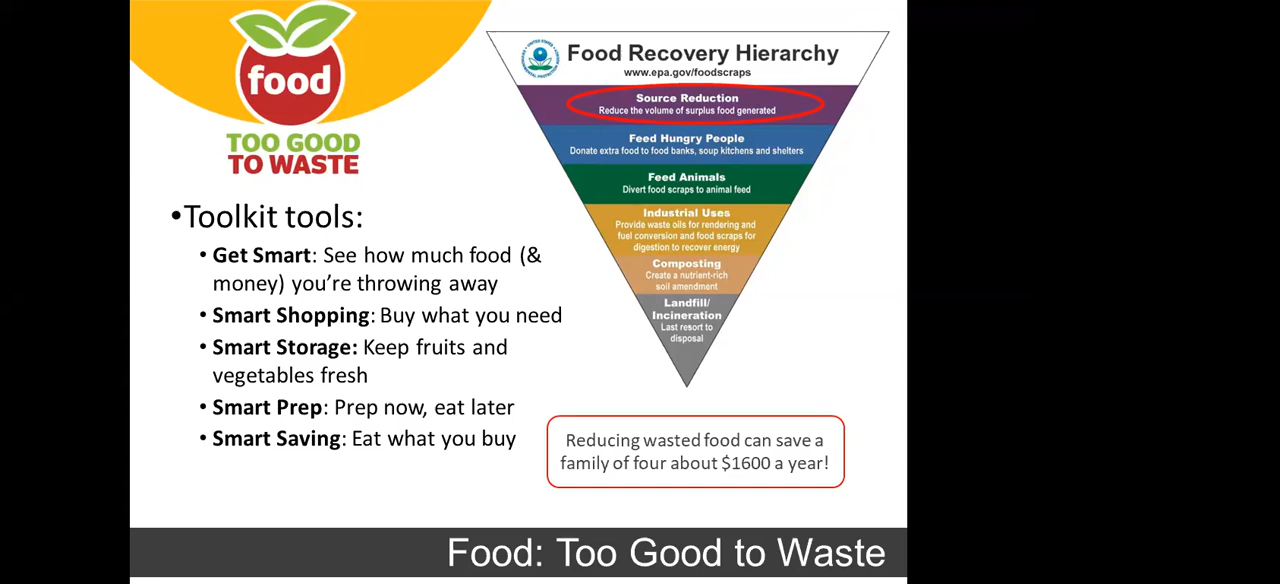 food
TOO GOOD
TO WASTE
•Toolkit tools:
• Get Smart: See how much food (&
money) you're throwing away
• Smart Shopping: Buy what you need
• Smart Storage: Keep fruits and
vegetables fresh
• Smart Prep: Prep now, eat later
• Smart Saving: Eat what you buy
Food Recovery Hierarchy
www.epa.gov/foodscraps
Source Reduction
Reduce the volume of surplus food generated
Feed Hungry People
Donate extra food to food banks, soup kitchens and shelters
Feed Animals
Divert food scraps to animal feed
Industrial Uses
Provide waste oils for rendering and
fuel conversion and food scraps for
digestion to recover energy
Composting
Create a nutrient-rich
soil amendment
Landfill/
Incineration
Last resort to
disposal
Reducing wasted food can save a
family of four about $1600 a year!
Food: Too Good to Waste